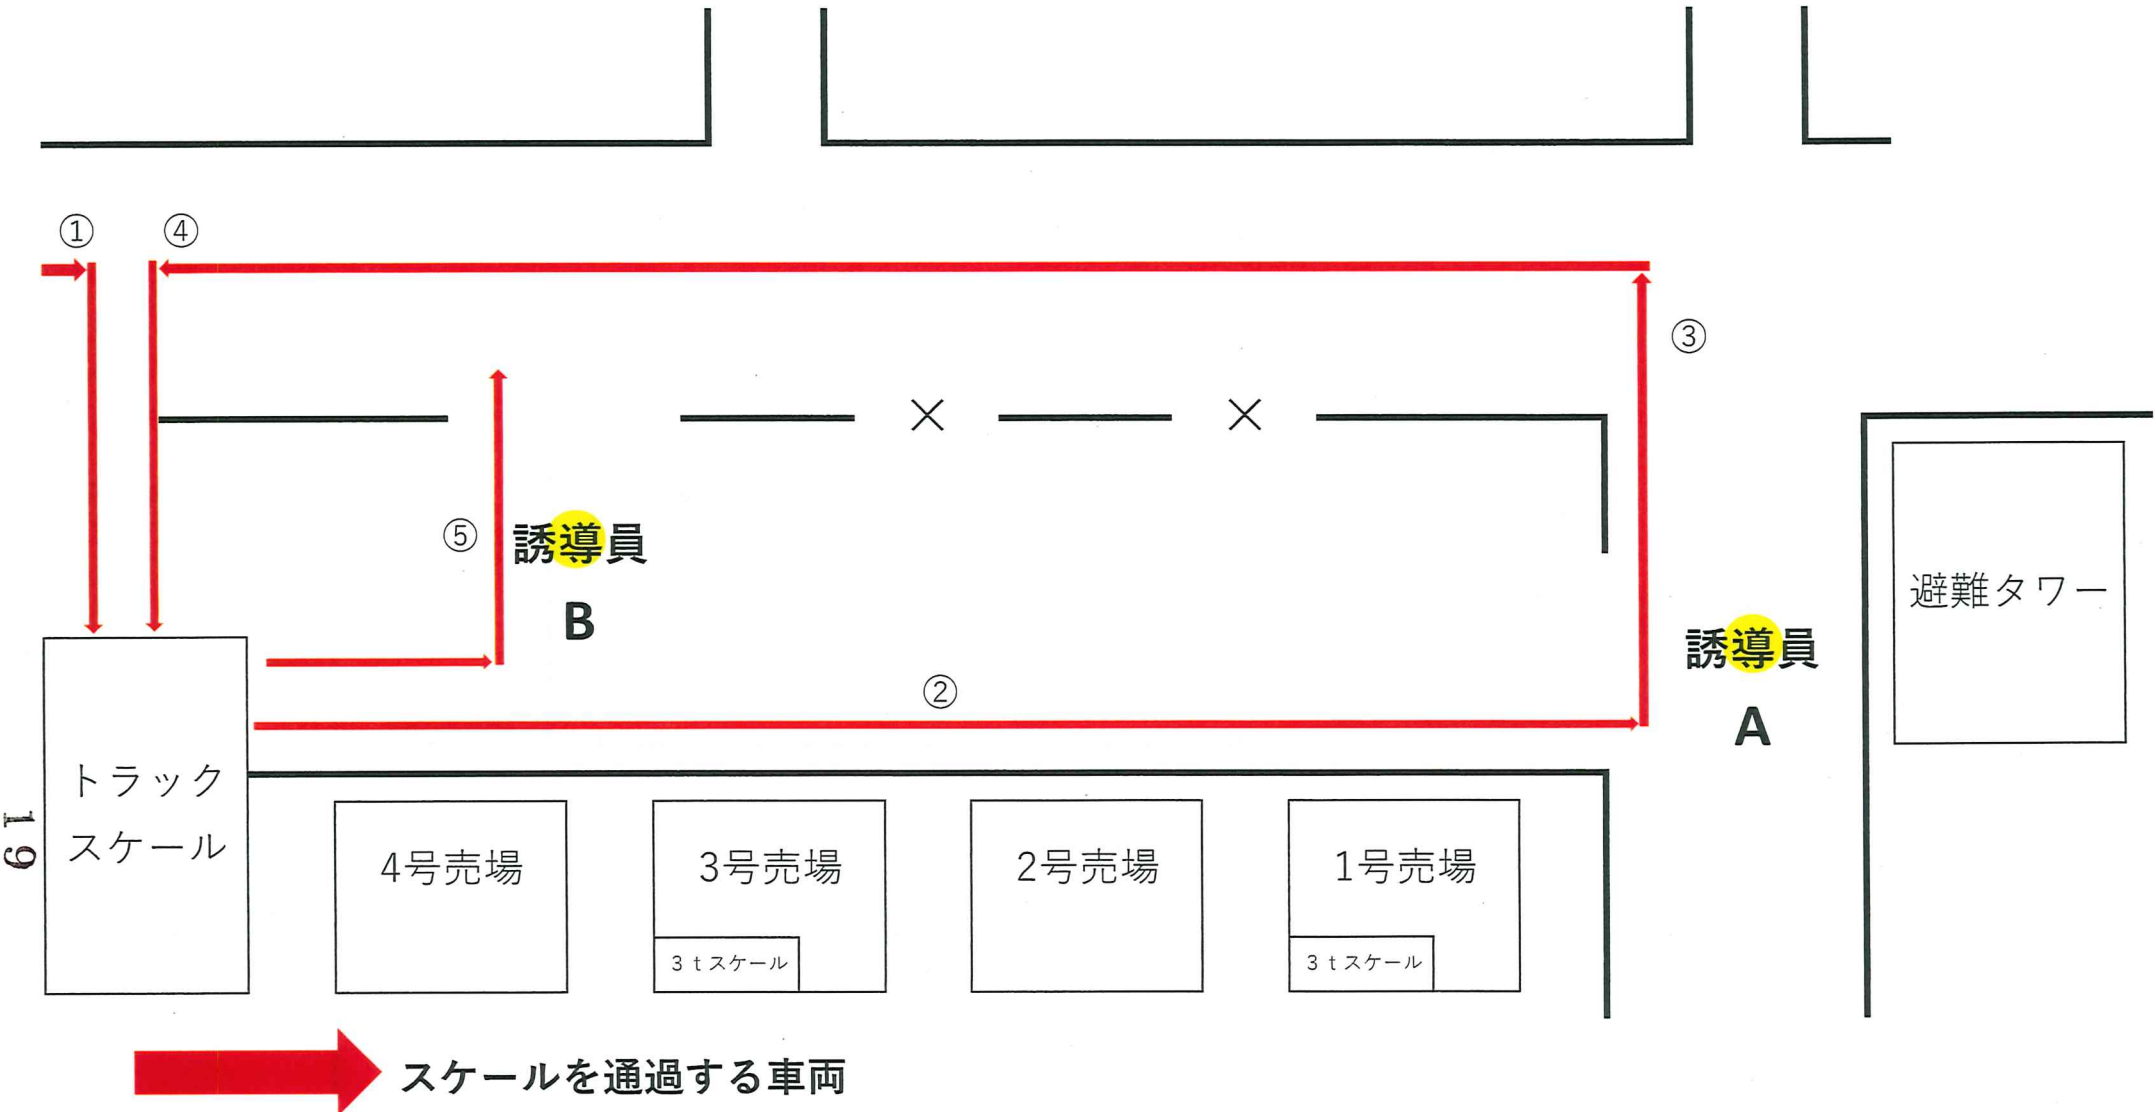 ①
④
③
⑤
誘導員
B
避難タワー
誘導員
A
②
トラック
スケール
4号売場
3号売場
3ｔスケール
2号売場
1号売場
3ｔスケール
19
スケールを通過する車両